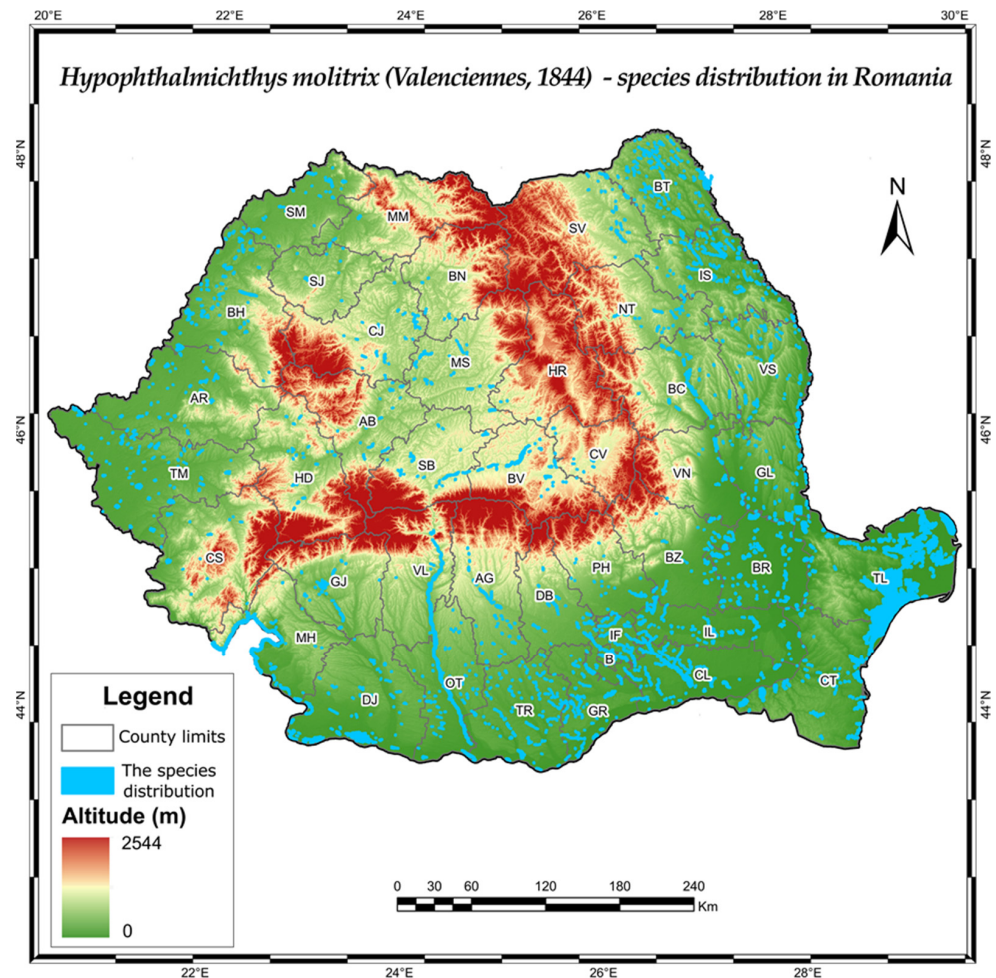 20°E 22°E 24°E 26°E 28°E 30°E
Hypophthalmichthys molitrix (Valenciennes, 1844) - species distribution in Romania
48°N
48°N
N
BT
SM
MM
SV
BN
IS
SJ
BH
NT
CJ
MS
HR
VS
BC
AR
46°N
46°N
AB
CV
SB
TM
HD
BV
VN
GL
CS
BZ
GJ
VL
AG
PH
BR
TL
DB
MH
IF
IL
B
CL
OT
CT
DJ
TR
GR
44°N
44°N
Legend
County limits
The species
distribution
Altitude (m)
2544
0
0 30 60 120 180 240
Km
22°E 24°E 26°E 28°E